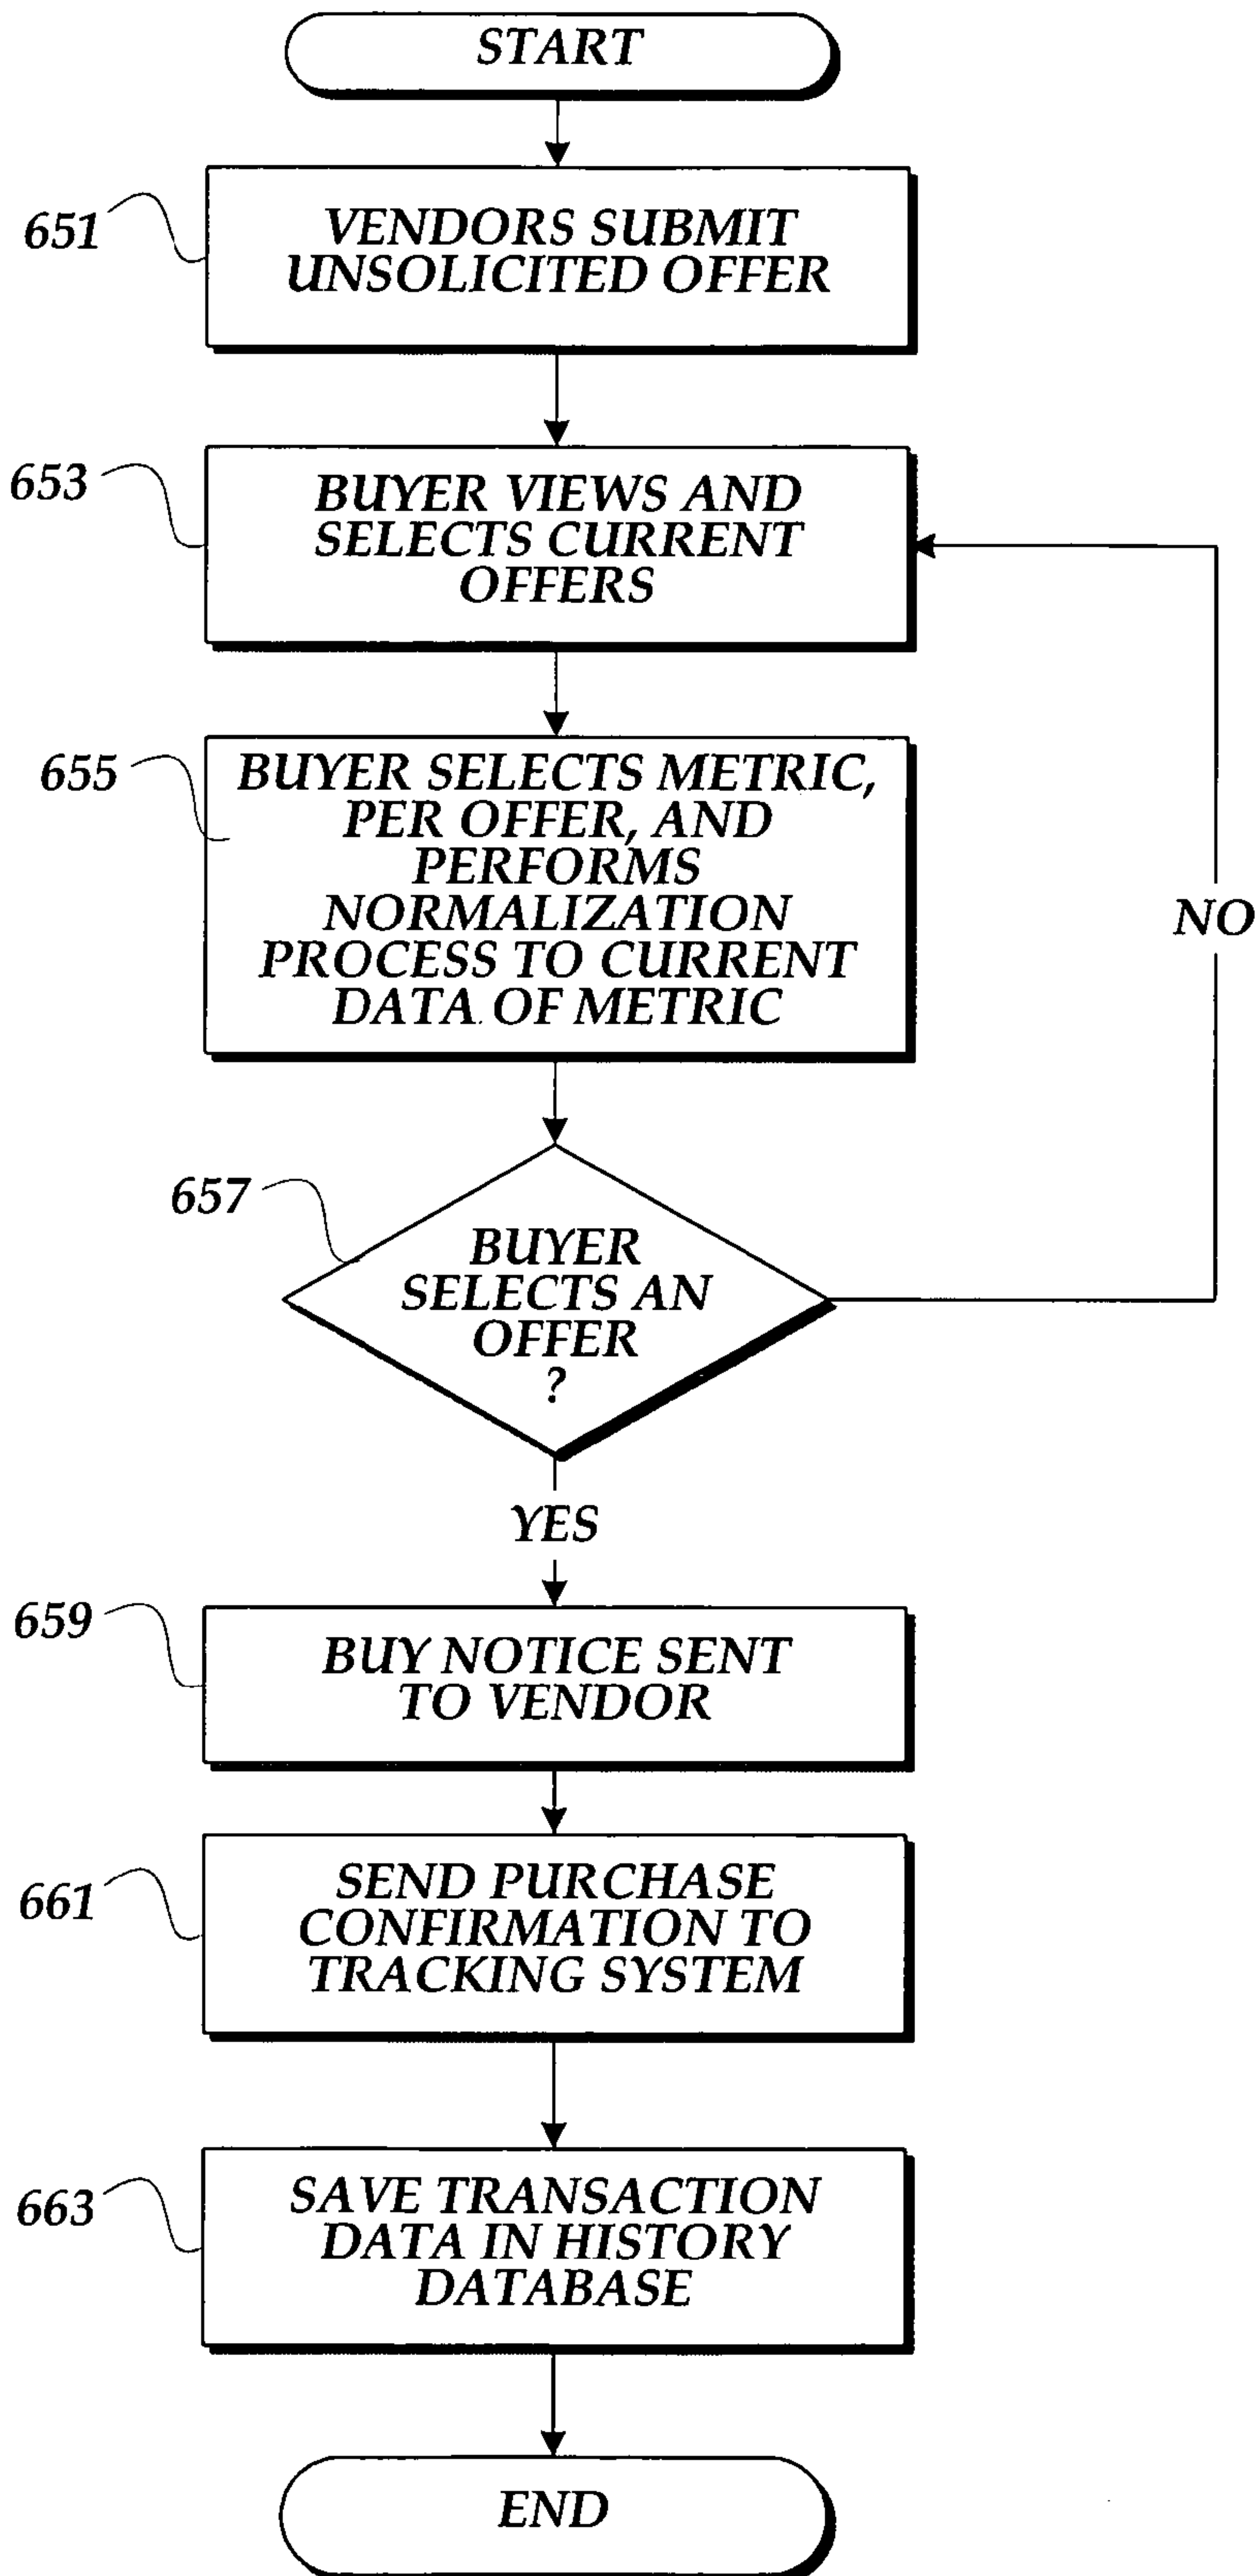 START
651
VENDORS SUBMIT
UNSOLICITED OFFER
653
BUYER VIEWS AND
SELECTS CURRENT
OFFERS
655
BUYER SELECTS METRIC,
PER OFFER, AND
PERFORMS
NORMALIZATION
PROCESS TO CURRENT
DATA OF METRIC
NO
657
BUYER
SELECTS AN
OFFER
?
YES
659
BUY NOTICE SENT
TO VENDOR
661
SEND PURCHASE
CONFIRMATION TO
TRACKING SYSTEM
663
SAVE TRANSACTION
DATA IN HISTORY
DATABASE
END